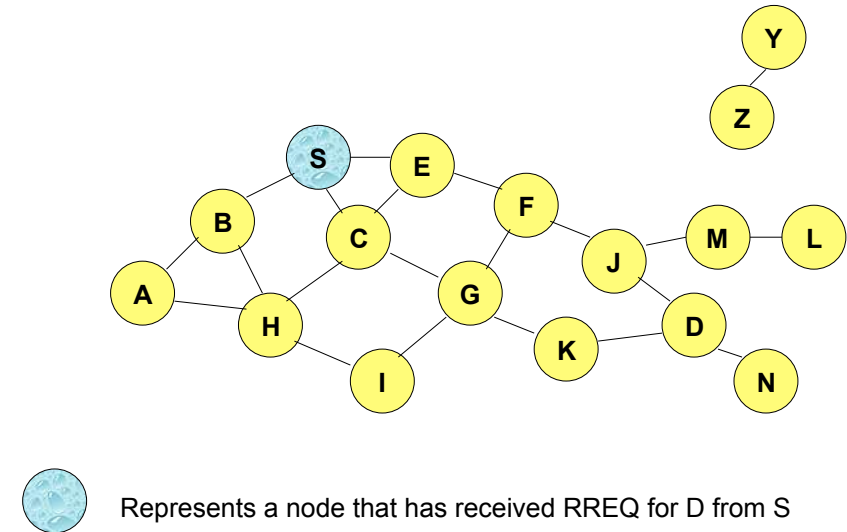 Y
Z
S
E
F
B
C
M
L
J
A
G
H
D
K
I
N
Represents a node that has received RREQ for D from S